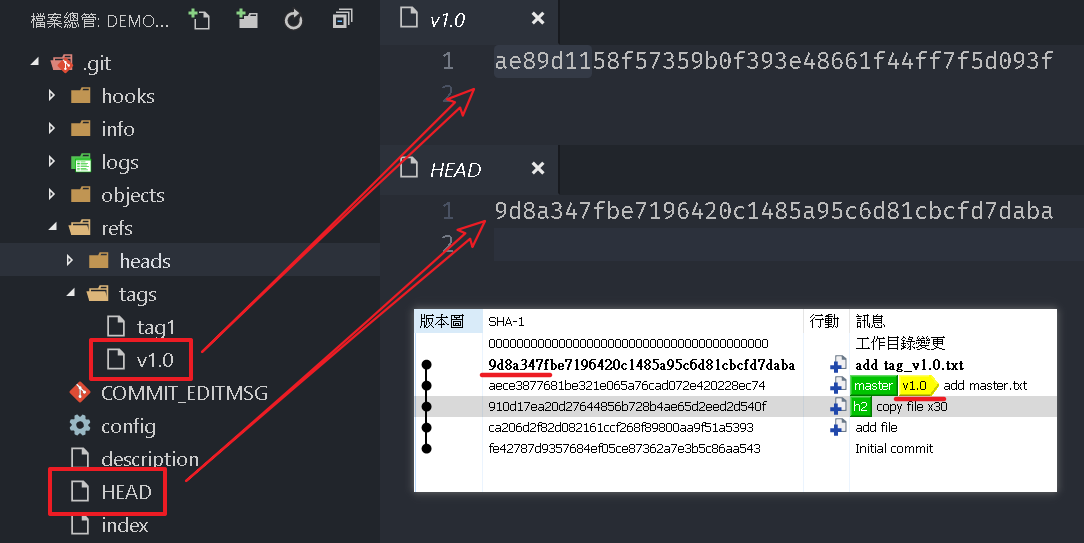 檔案總管: DEMO...
.git
hooks
info
logs
objects
refs
heads
tags
tag1
v1.0
COMMIT_EDITMSG
config
description
HEAD
index
v1.0
1 ae89d1158f57359b0f393e48661f44ff7f5d093f
2
HEAD
1 9d8a347fbe7196420c1485a95c6d81cbcfd7daba
2
版本圖 SHA-1 行動 訊息
0000000000000000000000000000000000000000 工作目錄變更
9d8a347fbe7196420c1485a95c6d81cbcfd7daba add tag_v1.0.txt
aece3877681be321e065a76cad072e420228ec74 master v1.0 add master.txt
910d17ea20d27644856b728b4ae65d2eed2d540f h2 copy file x30
ca206d2f82d082161ccf268f89800aa9f51a5393 add file
fe42787d9357684ef05ce87362a7e3b5c86aa543 Initial commit